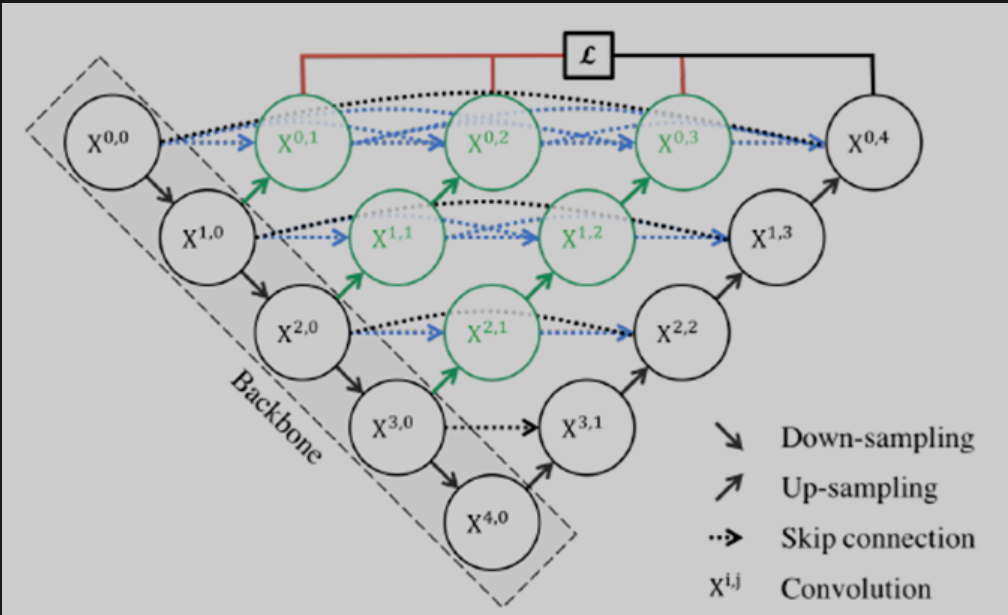 ℒ
X^0,0 X^0,1 X^0,2 X^0,3 X^0,4
X^1,0 X^1,1 X^1,2 X^1,3
X^2,0 X^2,1 X^2,2
X^3,0 X^3,1
X^4,0
Backbone
Down-sampling
Up-sampling
Skip connection
X^i,j Convolution